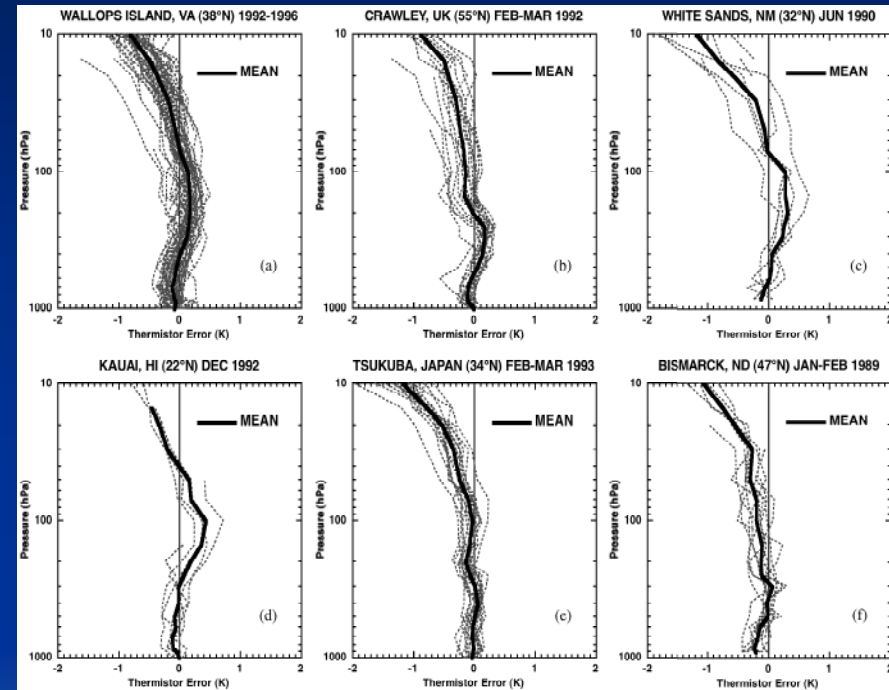 WALLOPS ISLAND, VA (38°N) 1992-1996
10
100
1000
Pressure (hPa)
MEAN
(a)
-2 -1 0 1 2
Thermistor Error (K)
CRAWLEY, UK (55°N) FEB-MAR 1992
10
100
1000
Pressure (hPa)
MEAN
(b)
-2 -1 0 1 2
Thermistor Error (K)
WHITE SANDS, NM (32°N) JUN 1990
10
100
1000
Pressure (hPa)
MEAN
(c)
-2 -1 0 1 2
Thermistor Error (K)
KAUAI, HI (22°N) DEC 1992
10
100
1000
Pressure (hPa)
MEAN
(d)
-2 -1 0 1 2
Thermistor Error (K)
TSUKUBA, JAPAN (34°N) FEB-MAR 1993
10
100
1000
Pressure (hPa)
MEAN
(e)
-2 -1 0 1 2
Thermistor Error (K)
BISMARCK, ND (47°N) JAN-FEB 1989
10
100
1000
Pressure (hPa)
MEAN
(f)
-2 -1 0 1 2
Thermistor Error (K)